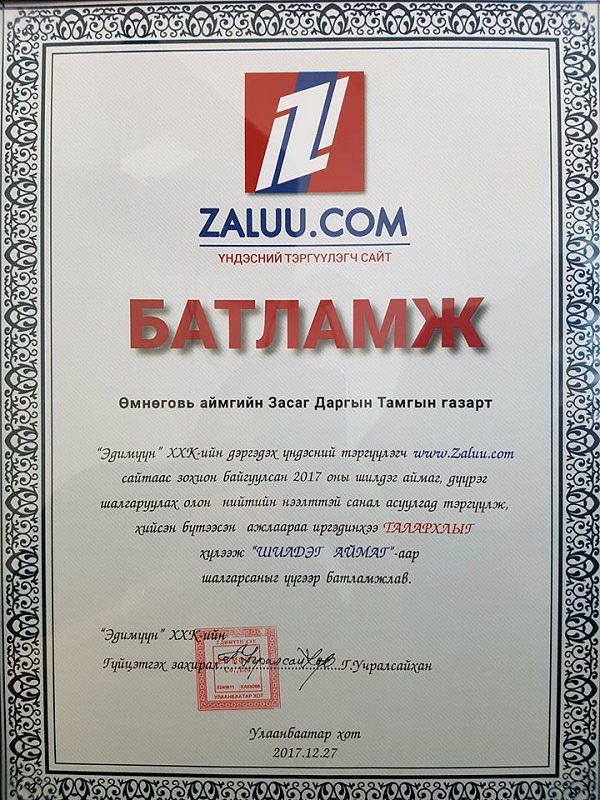 ZALUU.COM
ҮНДЭСНИЙ ТЭРГҮҮЛЭГЧ САЙТ
БАТЛАМЖ
Өмнөговь аймгийн Засаг Даргын Тамгын газарт
“Эдимүүн” ХХК-ийн дэргэдэх үндэсний тэргүүлэгч www.Zaluu.com
сайтаас зохион байгуулсан 2017 оны шилдэг аймаг, дүүрэг
шалгаруулах олон нийтийн нээлттэй санал асуулгад тэргүүлж,
хийсэн бүтээсэн ажлаараа иргэдинхээ ТАЛАРХЛЫГ
хүлээж “ШИЛДЭГ АЙМАГ”-аар
шалгарсаныг үүгээр батламжлав.
“Эдимүүн” ХХК-ийн
Гүйцэтгэх захирал Г.Учралсайхан
УЛААНБААТАР ХОТ
Улаанбаатар хот
2017.12.27